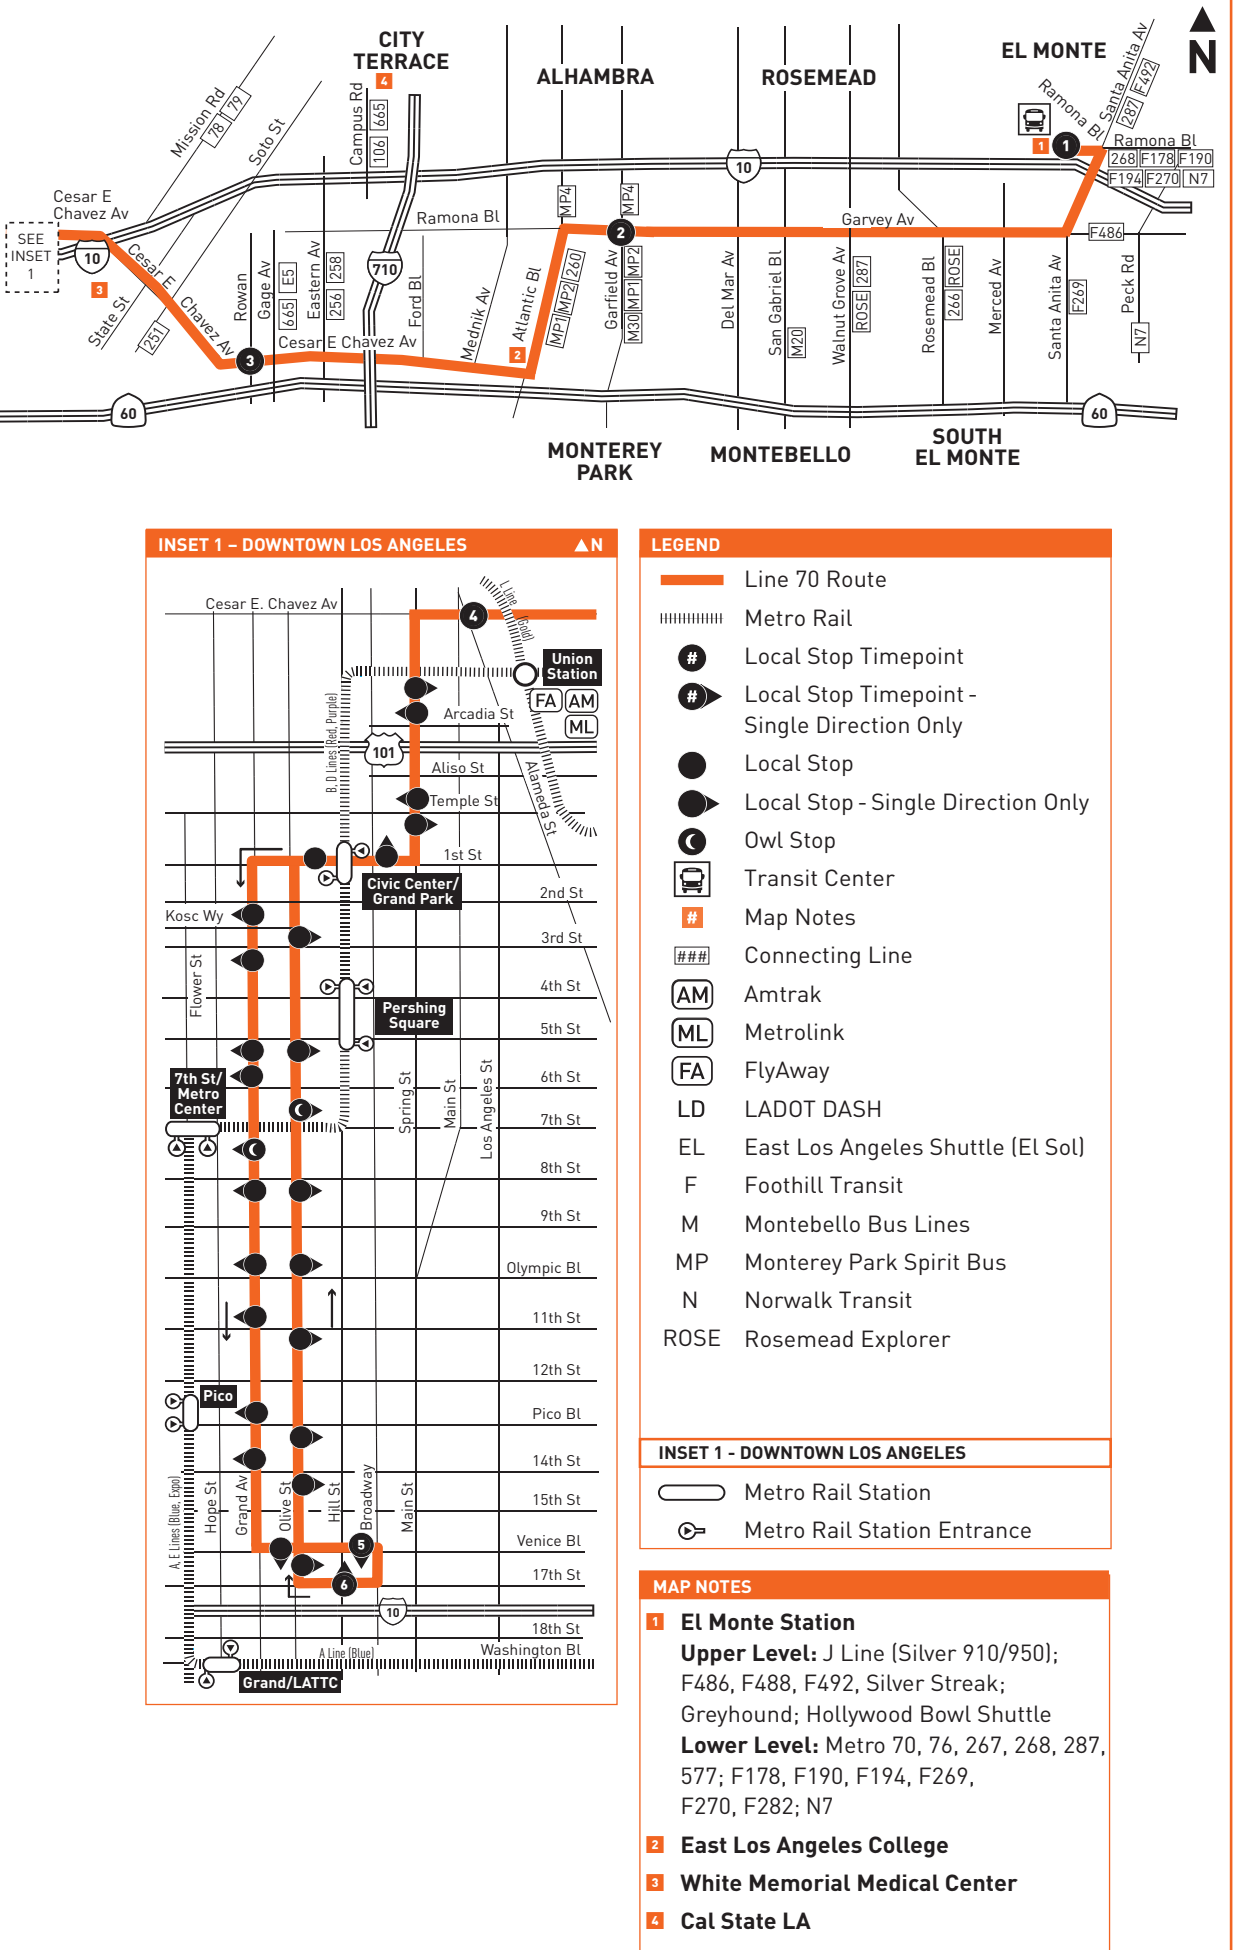 CITY
TERRACE
4
ALHAMBRA
ROSEMEAD
EL MONTE
N
Mission Rd
78
79
Soto St
Campus Rd
106
665
Santa Anita Av
287
F492
Ramona Bl
1
1
Ramona Bl
268
F178
F190
F194
F270
N7
10
Cesar E
Chavez Av
SEE
INSET
1
10
3
Cesar E
Chavez Av
State St
251
Rowan
Gage Av
665
E5
Eastern Av
256
258
710
Ramona Bl
Ford Bl
3
Cesar E Chavez Av
Mednik Av
Atlantic Bl
2
MP4
MP1
MP2
260
MP4
2
Garfield Av
M30
MP1
MP2
Garvey Av
F486
Del Mar Av
San Gabriel Bl
M20
Walnut Grove Av
ROSE
287
Rosemead Bl
266
ROSE
Merced Av
Santa Anita Av
F269
Peck Rd
N7
60
60
MONTEREY
PARK
MONTEBELLO
SOUTH
EL MONTE
INSET 1 – DOWNTOWN LOS ANGELES
N
Cesar E. Chavez Av
4
L Line (Gold)
Union
Station
FA
AM
ML
B, D Lines (Red, Purple)
Arcadia St
101
Aliso St
Alameda St
Temple St
1st St
Civic Center/
Grand Park
2nd St
Kosc Wy
3rd St
Flower St
4th St
Pershing
Square
5th St
7th St/
Metro
Center
6th St
Spring St
Main St
Los Angeles St
7th St
8th St
9th St
Olympic Bl
11th St
12th St
Pico
Pico Bl
14th St
A, E Lines (Blue, Expo)
Hope St
Grand Av
Olive St
Hill St
Broadway
Main St
15th St
Venice Bl
5
17th St
6
10
18th St
A Line (Blue)
Washington Bl
Grand/LATTC
LEGEND
Line 70 Route
Metro Rail
# Local Stop Timepoint
# Local Stop Timepoint -
Single Direction Only
Local Stop
Local Stop - Single Direction Only
Owl Stop
Transit Center
# Map Notes
### Connecting Line
AM Amtrak
ML Metrolink
FA FlyAway
LD LADOT DASH
EL East Los Angeles Shuttle (El Sol)
F Foothill Transit
M Montebello Bus Lines
MP Monterey Park Spirit Bus
N Norwalk Transit
ROSE Rosemead Explorer
INSET 1 - DOWNTOWN LOS ANGELES
Metro Rail Station
Metro Rail Station Entrance
MAP NOTES
1 El Monte Station
Upper Level: J Line (Silver 910/950);
F486, F488, F492, Silver Streak;
Greyhound; Hollywood Bowl Shuttle
Lower Level: Metro 70, 76, 267, 268, 287,
577; F178, F190, F194, F269,
F270, F282; N7
2 East Los Angeles College
3 White Memorial Medical Center
4 Cal State LA